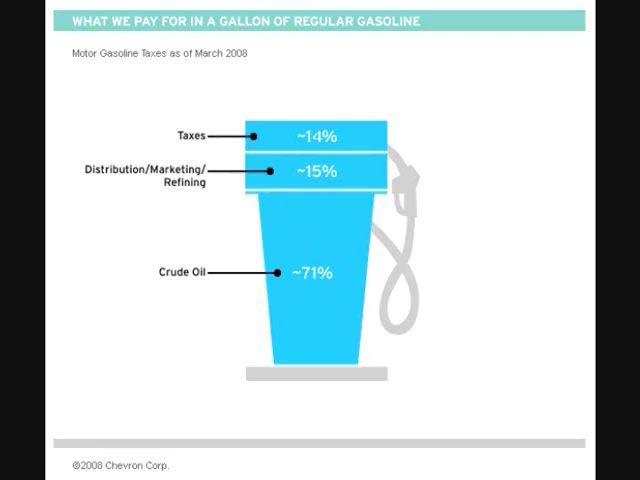 WHAT WE PAY FOR IN A GALLON OF REGULAR GASOLINE
Motor Gasoline Taxes as of March 2008
Taxes
~14%
Distribution/Marketing/
Refining
~15%
Crude Oil
~71%
©2008 Chevron Corp.